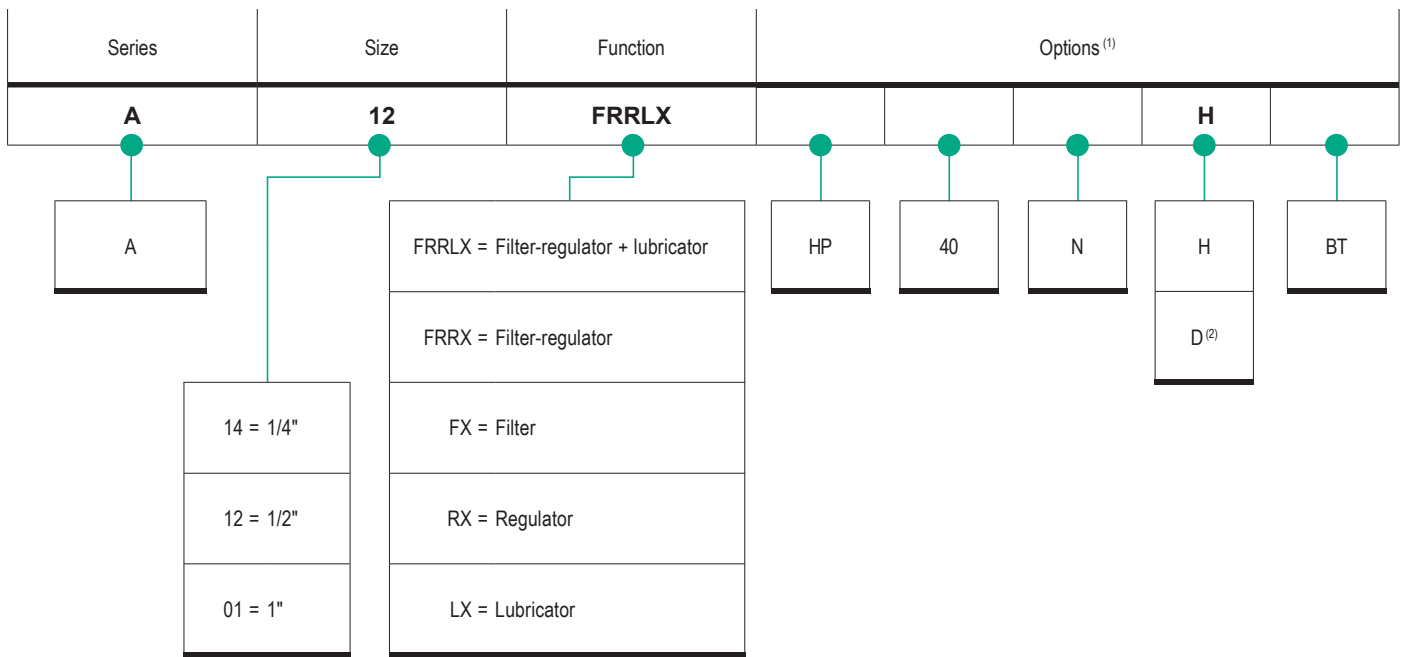 Series Size Function Options (1)
A 12 FRRLX H
A FRRLX = Filter-regulator + lubricator HP 40 N H BT
FRRX = Filter-regulator D (2)
14 = 1/4" FX = Filter
12 = 1/2" RX = Regulator
01 = 1" LX = Lubricator